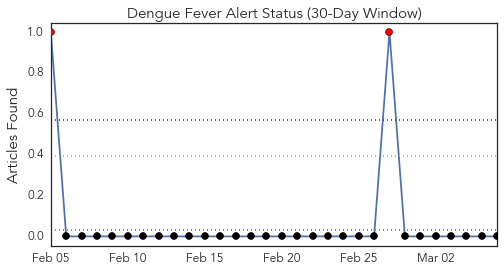 Dengue Fever Alert Status (30-Day Window)
Articles Found
1.0
0.8
0.6
0.4
0.2
0.0
Feb 05
Feb 10
Feb 15
Feb 20
Feb 25
Mar 02